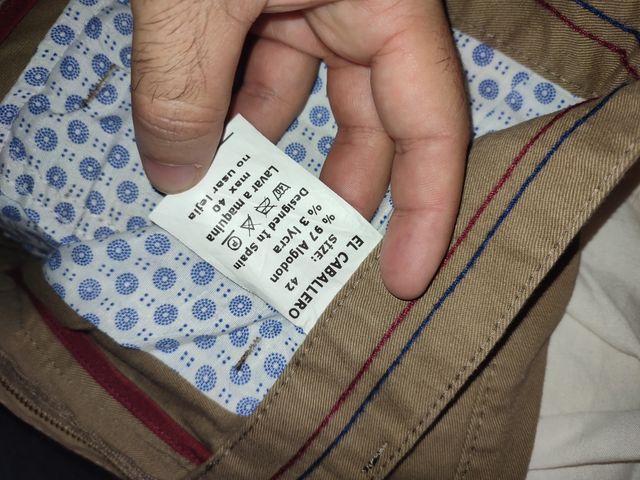 EL CABALLERO
SIZE: 42
% 97 Algodon
% 3 lycra
Designed in spain
Lavar a maquina
max 40
no usar lejia